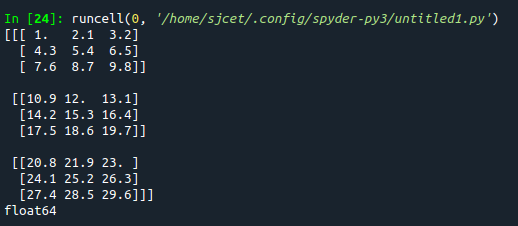 In [24]: runcell(0, '/home/sjcet/.config/spyder-py3/untitled1.py')
[[[ 1.   2.1  3.2]
  [ 4.3  5.4  6.5]
  [ 7.6  8.7  9.8]]

 [[10.9 12.  13.1]
  [14.2 15.3 16.4]
  [17.5 18.6 19.7]]

 [[20.8 21.9 23. ]
  [24.1 25.2 26.3]
  [27.4 28.5 29.6]]]
float64